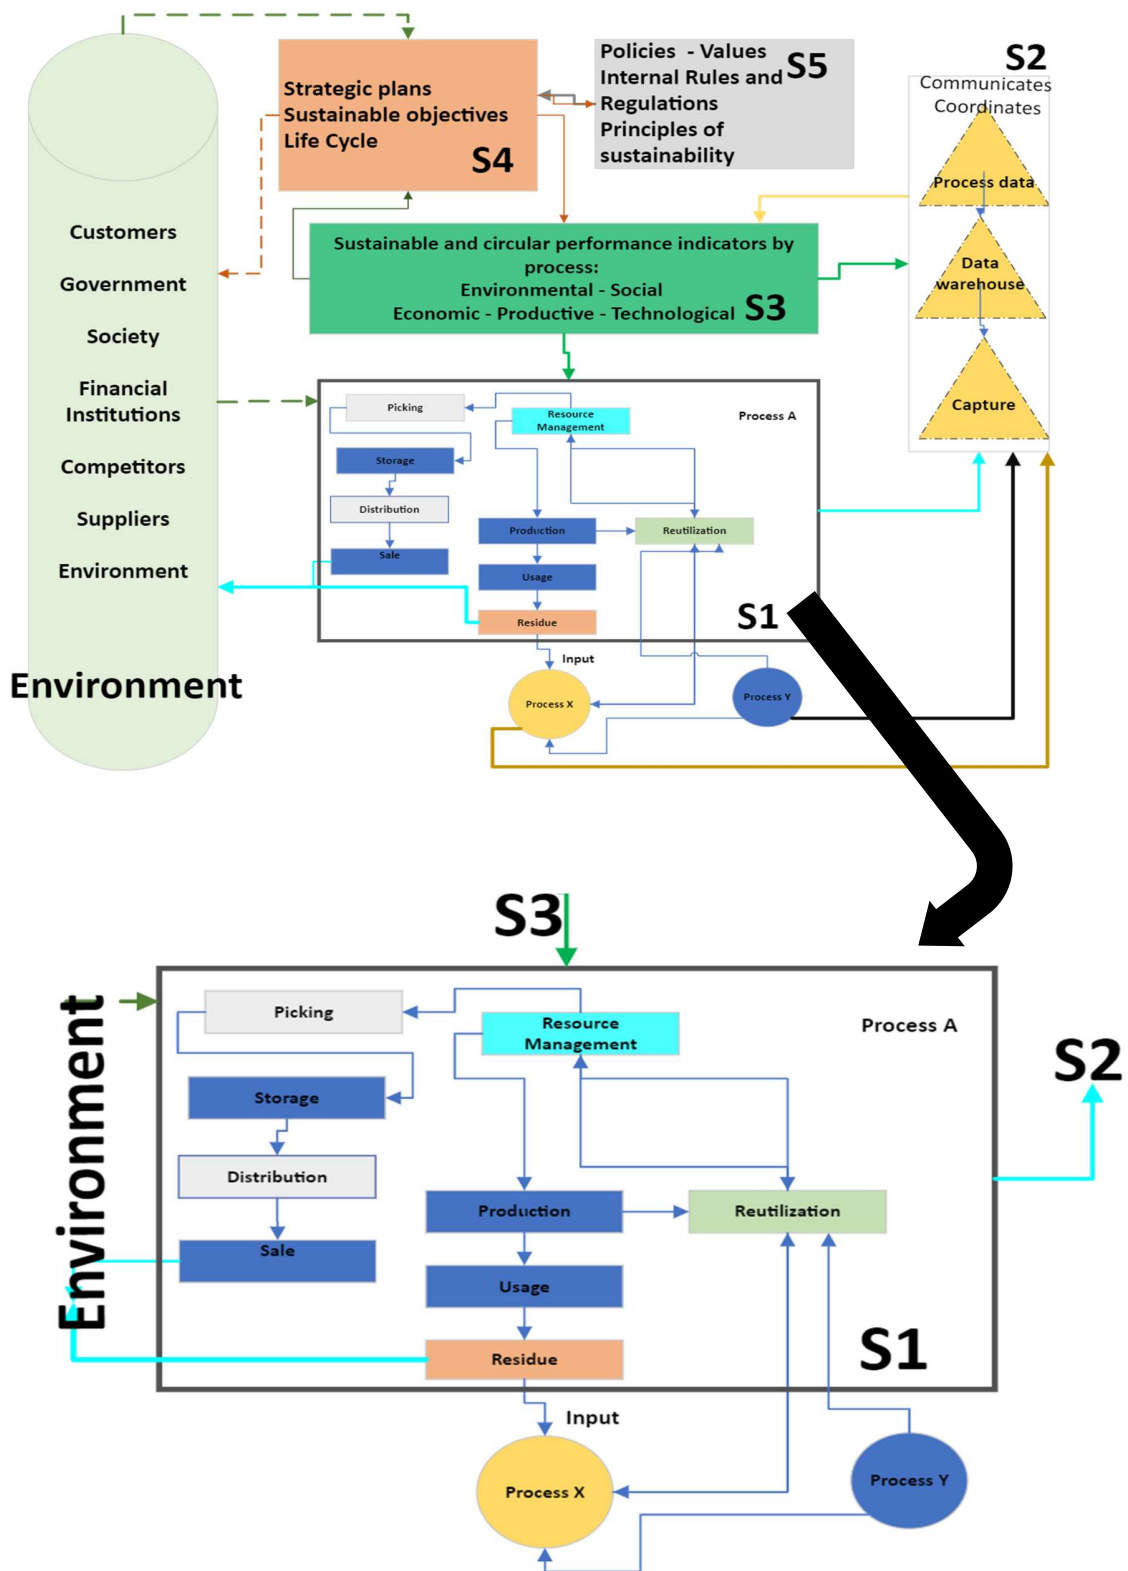 Strategic plans
Sustainable objectives
Life Cycle
S4
Policies - Values
Internal Rules and
Regulations
Principles of
sustainability
S5
S2
Communicates
Coordinates
Process data
Data
warehouse
Capture
Customers
Government
Society
Financial
Institutions
Competitors
Suppliers
Environment
Environment
Sustainable and circular performance indicators by
process:
Environmental - Social
Economic - Productive - Technological
S3
Picking
Resource
Management
Process A
Storage
Distribution
Sale
Production
Reutilization
Usage
Residue
S1
Input
Process X
Process Y
S3
Environment
Picking
Resource
Management
Process A
S2
Storage
Distribution
Sale
Production
Reutilization
Usage
Residue
S1
Input
Process X
Process Y